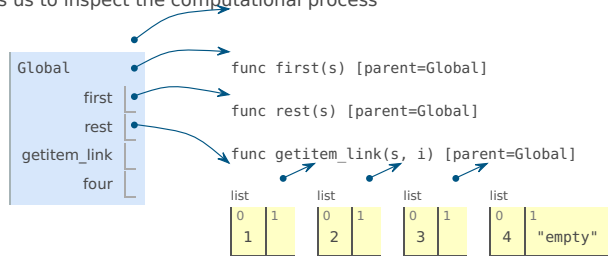 s us to inspect the computational process
Global
func first(s) [parent=Global]
first
func rest(s) [parent=Global]
rest
getitem_link
func getitem_link(s, i) [parent=Global]
four
list list list list
0 1 0 1 0 1 0 1
1 2 3 4 "empty"